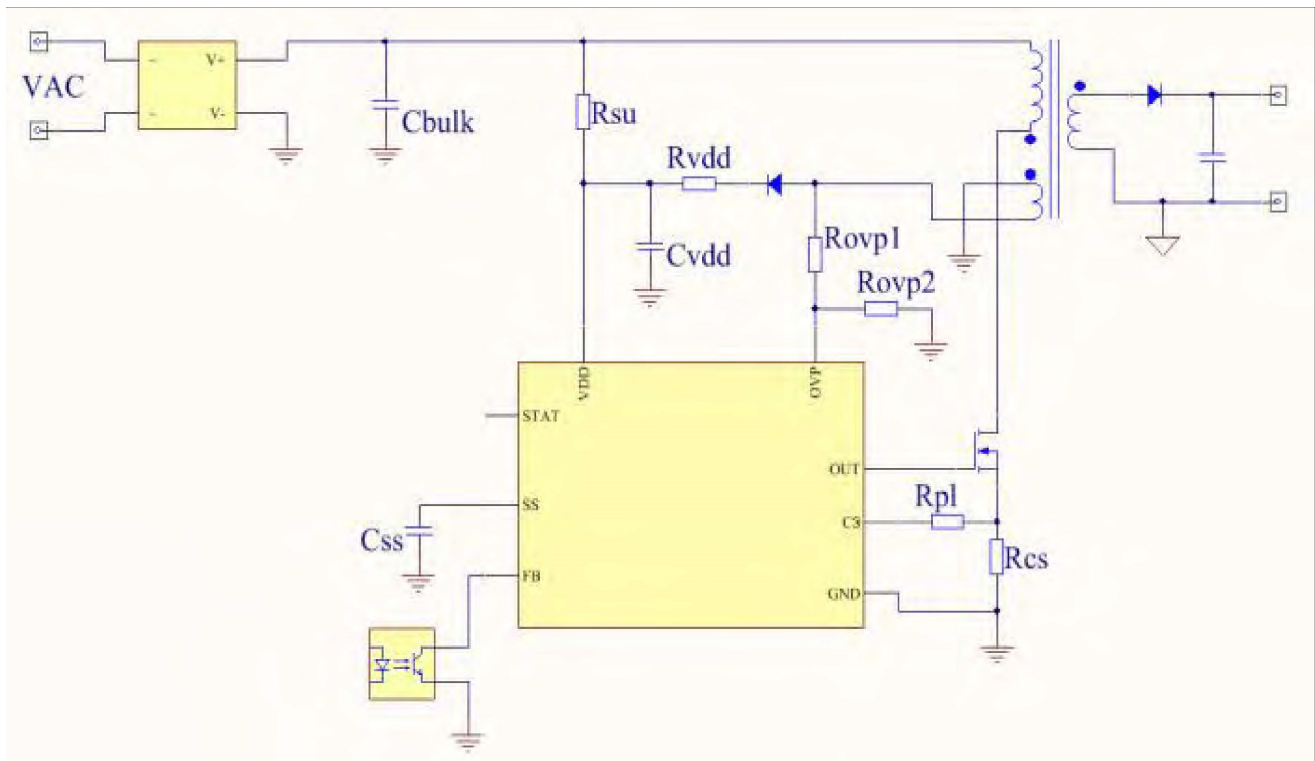 VAC
~
V+
~
V-
Cbulk
Rsu
Rvdd
Cvdd
Rovp1
Rovp2
VDD
OVP
STAT
OUT
SS
Rpl
CS
Css
Rcs
FB
GND